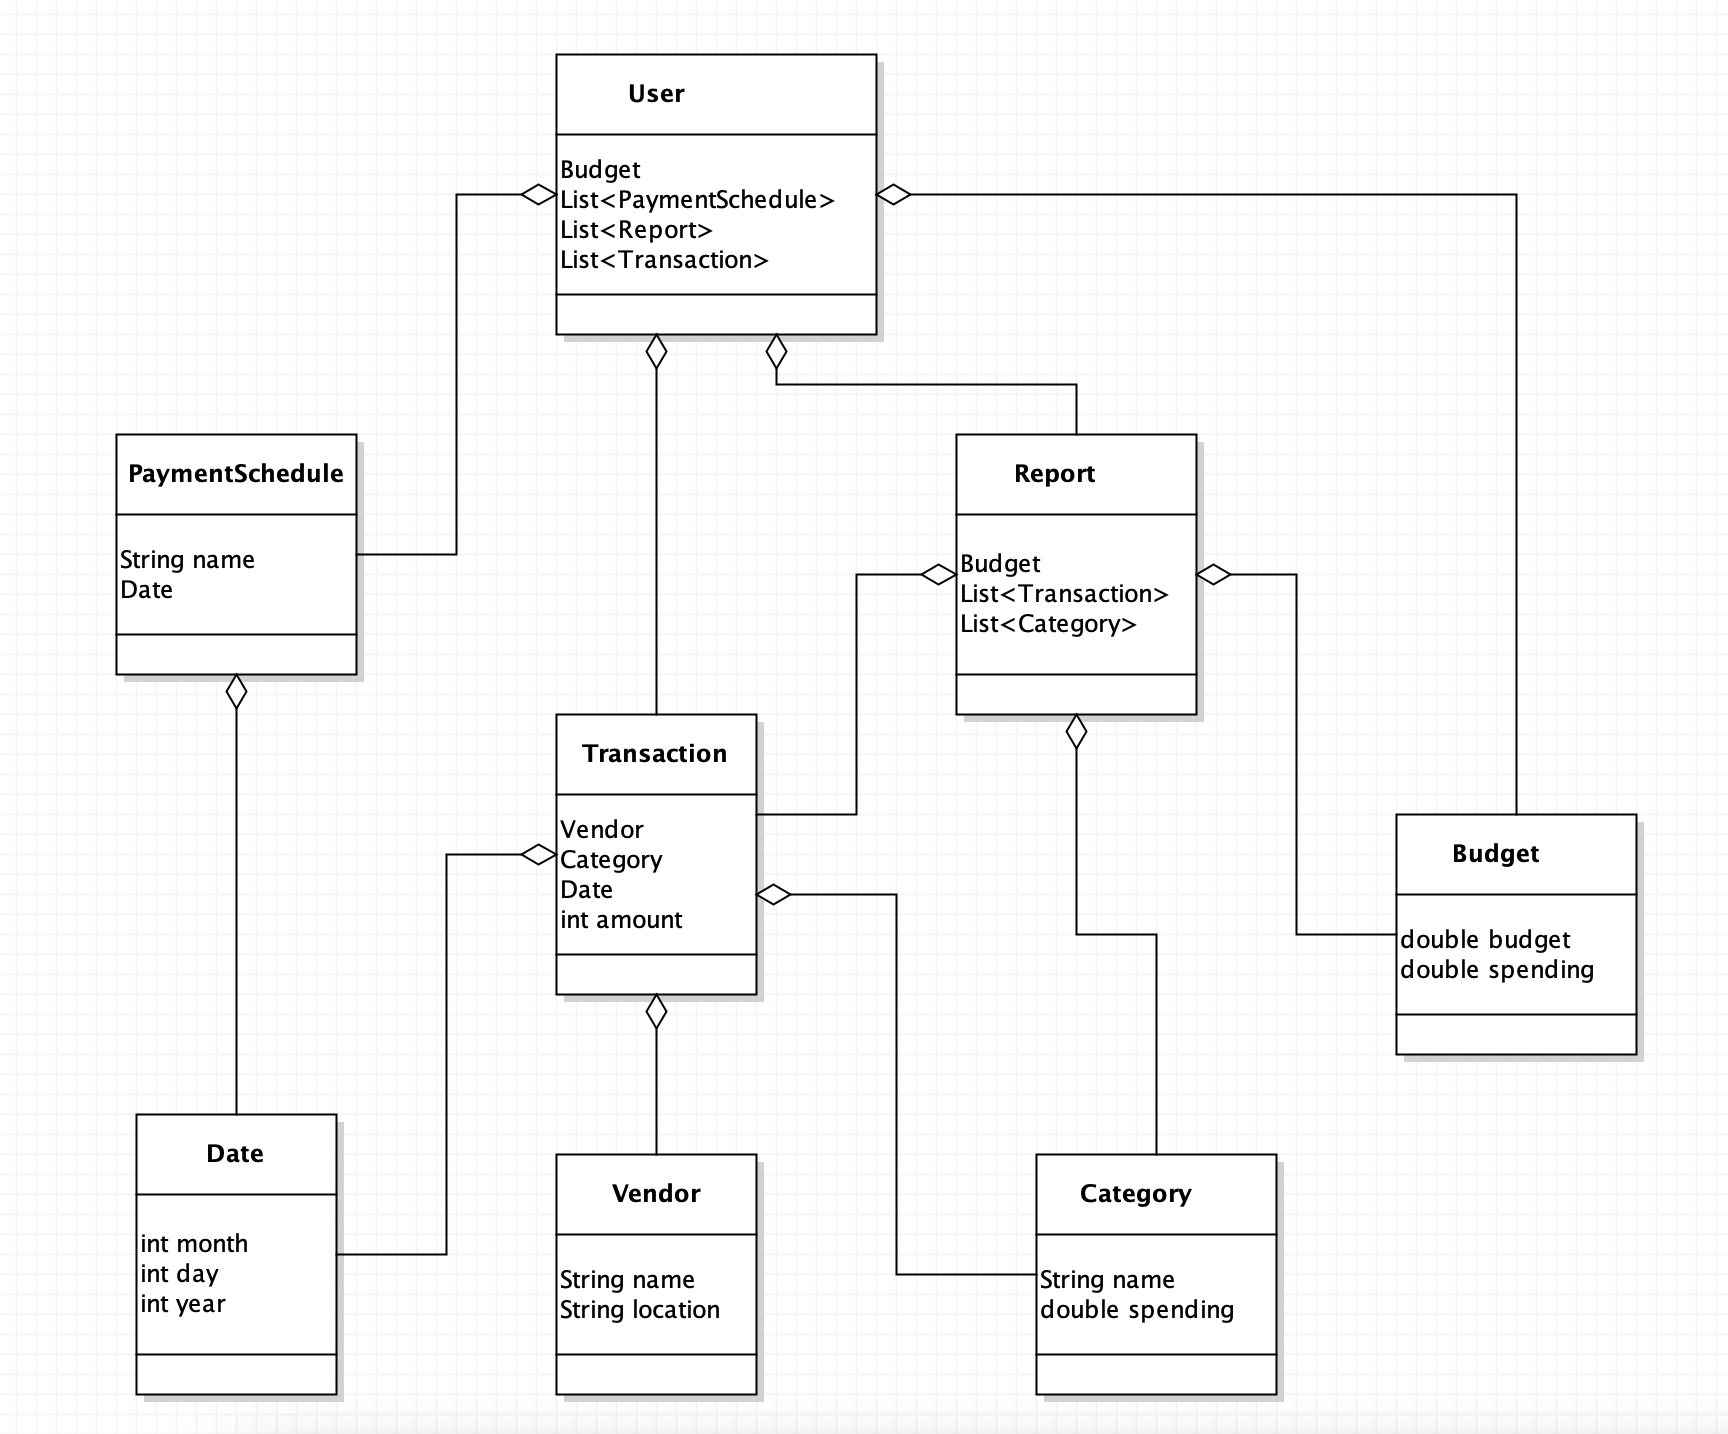 User
Budget
List<PaymentSchedule>
List<Report>
List<Transaction>
PaymentSchedule
String name
Date
Report
Budget
List<Transaction>
List<Category>
Transaction
Vendor
Category
Date
int amount
Budget
double budget
double spending
Date
int month
int day
int year
Vendor
String name
String location
Category
String name
double spending